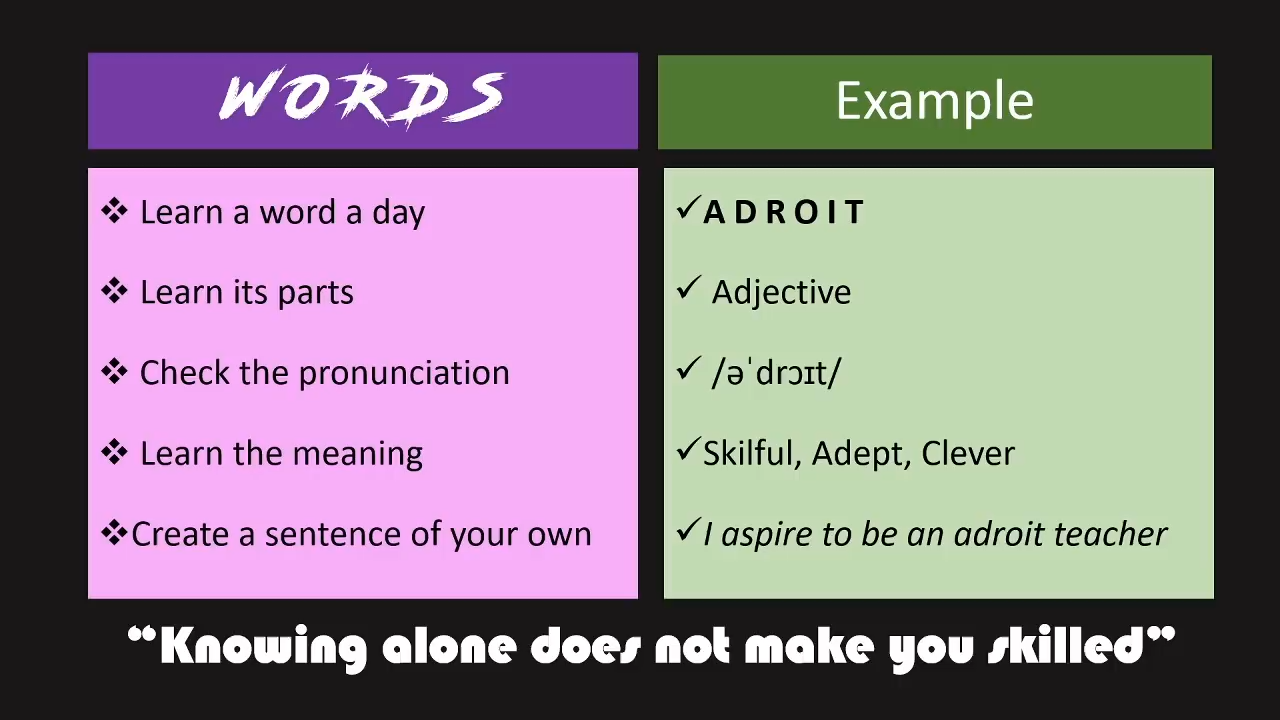 WORDS
Example
❖ Learn a word a day
❖ Learn its parts
❖ Check the pronunciation
❖ Learn the meaning
❖Create a sentence of your own
✓A D R O I T
✓ Adjective
✓ /əˈdrɔɪt/
✓Skilful, Adept, Clever
✓I aspire to be an adroit teacher
“Knowing alone does not make you skilled”